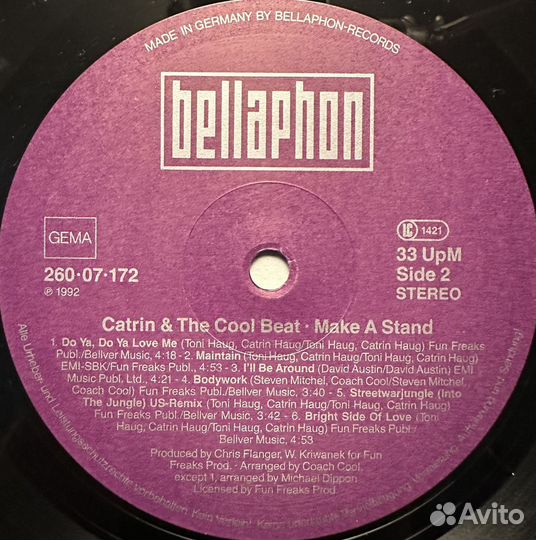 MADE IN GERMANY BY BELLAPHON-RECORDS
bellaphon
GEMA
LC 1421
260·07·172
℗ 1992
33 UpM
Side 2
STEREO
Catrin & The Cool Beat · Make A Stand
1. Do Ya, Do Ya Love Me (Toni Haug, Catrin Haug/Toni Haug, Catrin Haug) Fun Freaks
Publ./Bellver Music, 4:18 - 2. Maintain (Toni Haug, Catrin Haug/Toni Haug, Catrin Haug)
EMI-SBK/Fun Freaks Publ., 4:53 - 3. I'll Be Around (David Austin/David Austin) EMI
Music Publ. Ltd., 4:21 - 4. Bodywork (Steven Mitchel, Coach Cool/Steven Mitchel,
Coach Cool) Fun Freaks Publ./Bellver Music, 3:40 - 5. Streetwarjungle (Into
The Jungle) US-Remix (Toni Haug, Catrin Haug/Toni Haug, Catrin Haug)
Fun Freaks Publ./Bellver Music, 3:42 - 6. Bright Side Of Love (Toni
Haug, Catrin Haug/Toni Haug, Catrin Haug) Fun Freaks Publ./
Bellver Music, 4:53
Produced by Chris Flanger, W. Kriwanek for Fun
Freaks Prod. · Arranged by Coach Cool,
except 1, arranged by Michael Dippon
Licensed by Fun Freaks Prod.
Alle Urheber und Leistungsschutzrechte vorbehalten. Kein Verleih! Keine unerlaubte Vervielfältigung, Vermietung, Aufführung, Sendung!
Avito